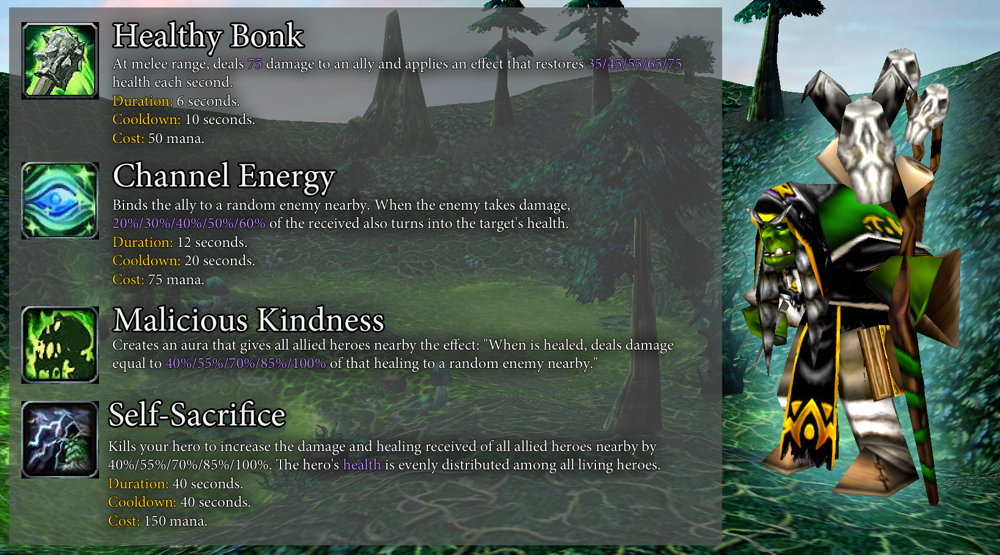 Healthy Bonk
At melee range, deals 75 damage to an ally and applies an effect that restores 35/45/55/65/75
health each second.
Duration: 6 seconds.
Cooldown: 10 seconds.
Cost: 50 mana.
Channel Energy
Binds the ally to a random enemy nearby. When the enemy takes damage,
20%/30%/40%/50%/60% of the received also turns into the target's health.
Duration: 12 seconds.
Cooldown: 20 seconds.
Cost: 75 mana.
Malicious Kindness
Creates an aura that gives all allied heroes nearby the effect: "When is healed, deals damage
equal to 40%/55%/70%/85%/100% of that healing to a random enemy nearby."
Self-Sacrifice
Kills your hero to increase the damage and healing received of all allied heroes nearby by
40%/55%/70%/85%/100%. The hero's health is evenly distributed among all living heroes.
Duration: 40 seconds.
Cooldown: 40 seconds.
Cost: 150 mana.